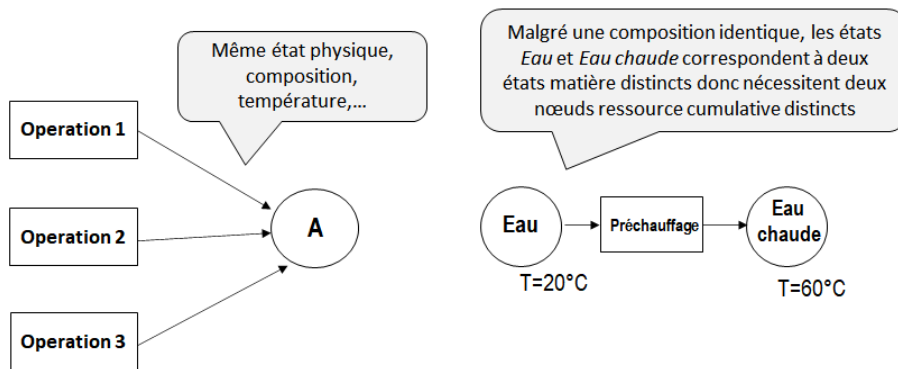 Même état physique,
composition,
température,...
Operation 1
Operation 2
Operation 3
A
Malgré une composition identique, les états
Eau et Eau chaude correspondent à deux
états matière distincts donc nécessitent deux
nœuds ressource cumulative distincts
Eau
Préchauffage
Eau
chaude
T=20°C
T=60°C